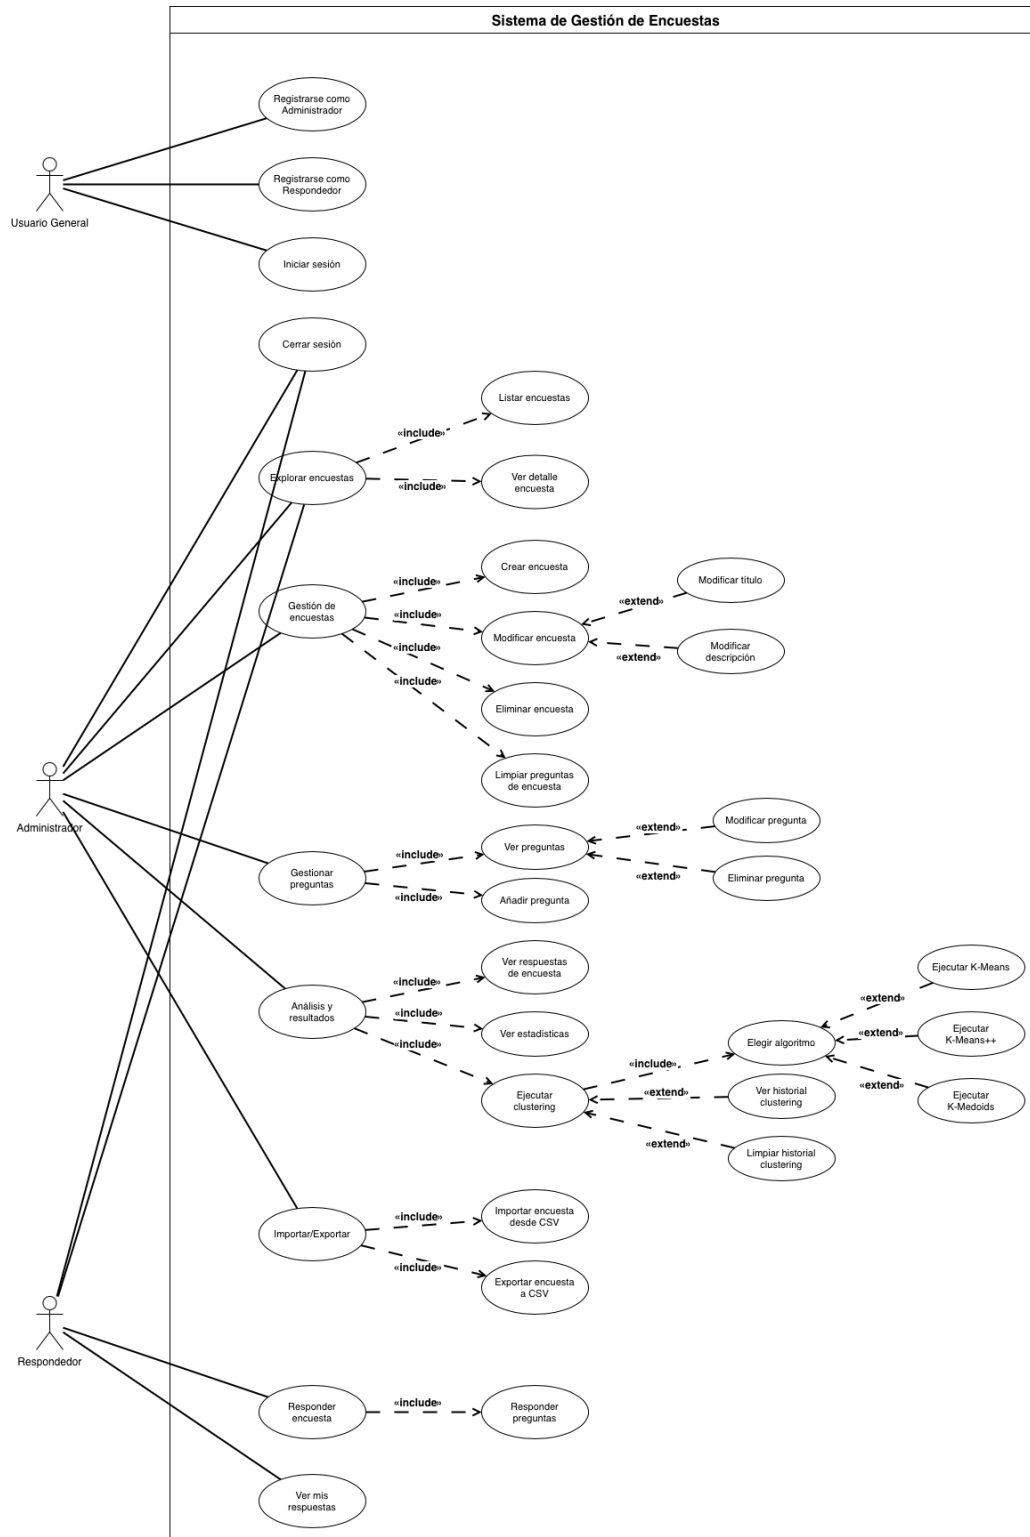 Sistema de Gestión de Encuestas
Registrarse como
Administrador
Registrarse como
Respondedor
Usuario General
Iniciar sesión
Cerrar sesión
Listar encuestas
«include»
Explorar encuestas
«include»
Ver detalle
encuesta
Crear encuesta
«include»
Modificar título
«extend»
Gestión de
encuestas
«include»
Modificar encuesta
«extend»
Modificar
descripción
«include»
«include»
Eliminar encuesta
Limpiar preguntas
de encuesta
Administrador
Modificar pregunta
«extend»
Ver preguntas
«include»
Gestionar
preguntas
«extend»
Eliminar pregunta
«include»
Añadir pregunta
Ver respuestas
de encuesta
«include»
Ejecutar K-Means
«extend»
Análisis y
resultados
«include»
Ver estadísticas
«include»
Elegir algoritmo
«extend»
Ejecutar
K-Means++
«include»
«extend»
Ejecutar
K-Medoids
Ejecutar
clustering
«extend»
Ver historial
clustering
«extend»
Limpiar historial
clustering
Importar/Exportar
«include»
Importar encuesta
desde CSV
«include»
Exportar encuesta
a CSV
Respondedor
Responder
encuesta
«include»
Responder
preguntas
Ver mis
respuestas